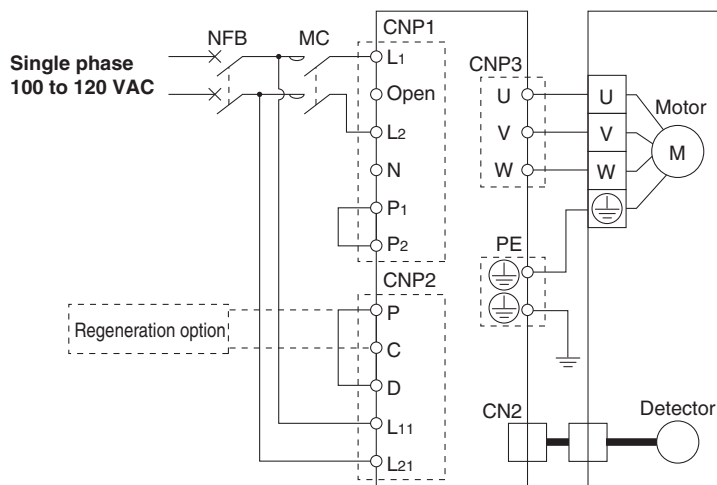 NFB
MC
CNP1
Single phase
100 to 120 VAC
L1
Open
L2
N
P1
P2
CNP3
U
V
W
U
V
W
Motor
M
PE
CNP2
Regeneration option
P
C
D
L11
L21
CN2
Detector